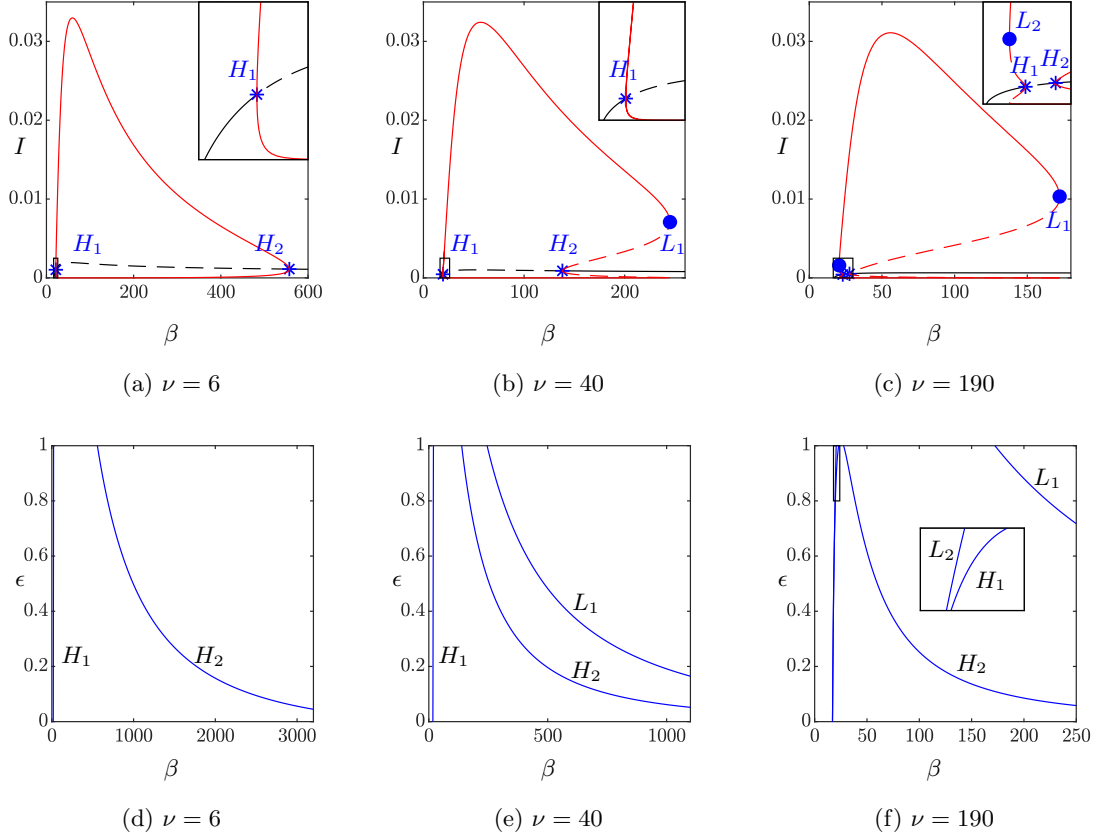 0.03
0.02
I
0.01
0
H₁
H₁
H₂
0 200 400 600
β
(a) ν = 6
0.03
0.02
I
0.01
0
H₁
H₁
H₂
L₁
0 100 200
β
(b) ν = 40
0.03
0.02
I
0.01
0
L₂
H₁
H₂
L₁
0 50 100 150
β
(c) ν = 190
1
0.8
0.6
ϵ
0.4
0.2
0
H₁
H₂
0 1000 2000 3000
β
(d) ν = 6
1
0.8
0.6
ϵ
0.4
0.2
0
L₁
H₁
H₂
0 500 1000
β
(e) ν = 40
1
0.8
0.6
ϵ
0.4
0.2
0
L₁
L₂
H₁
H₂
0 50 100 150 200 250
β
(f) ν = 190